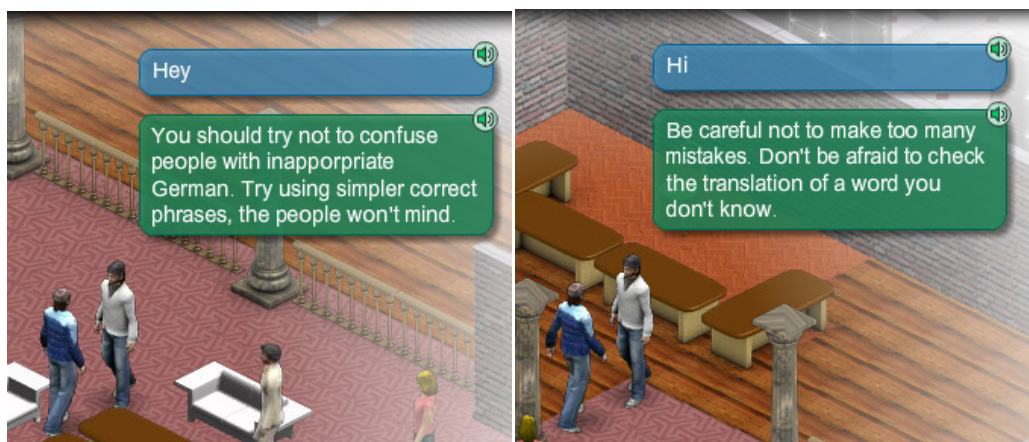 Hey
You should try not to confuse
people with inapporpriate
German. Try using simpler correct
phrases, the people won't mind.
Hi
Be careful not to make too many
mistakes. Don't be afraid to check
the translation of a word you
don't know.